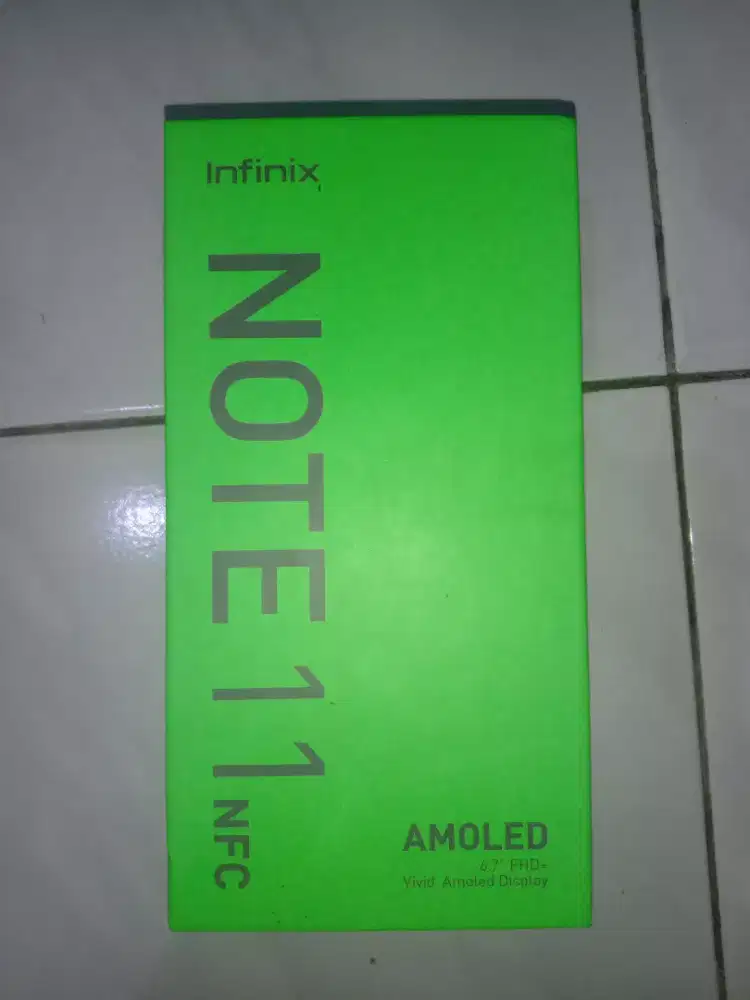 Infinix
NOTE 11 NFC
AMOLED
6.7" FHD+
Vivid Amoled Display